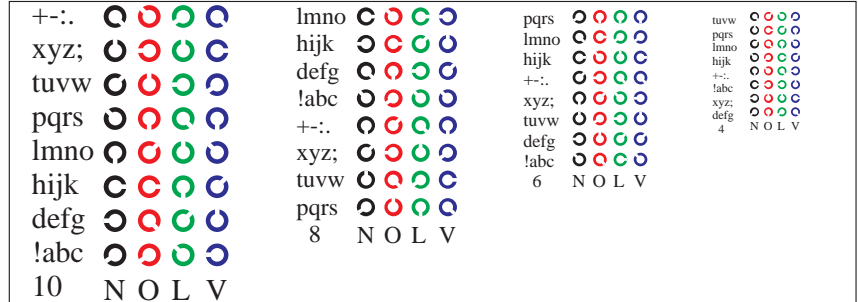 +-:.
xyz;
tuvw
pqrs
lmno
hijk
defg
!abc
10 N O L V
lmno
hijk
defg
!abc
+-:.
xyz;
tuvw
pqrs
8 N O L V
pqrs
lmno
hijk
+-:.
xyz;
tuvw
defg
!abc
6 N O L V
tuvw
pqrs
lmno
hijk
+-:.
!abc
xyz;
defg
4 N O L V